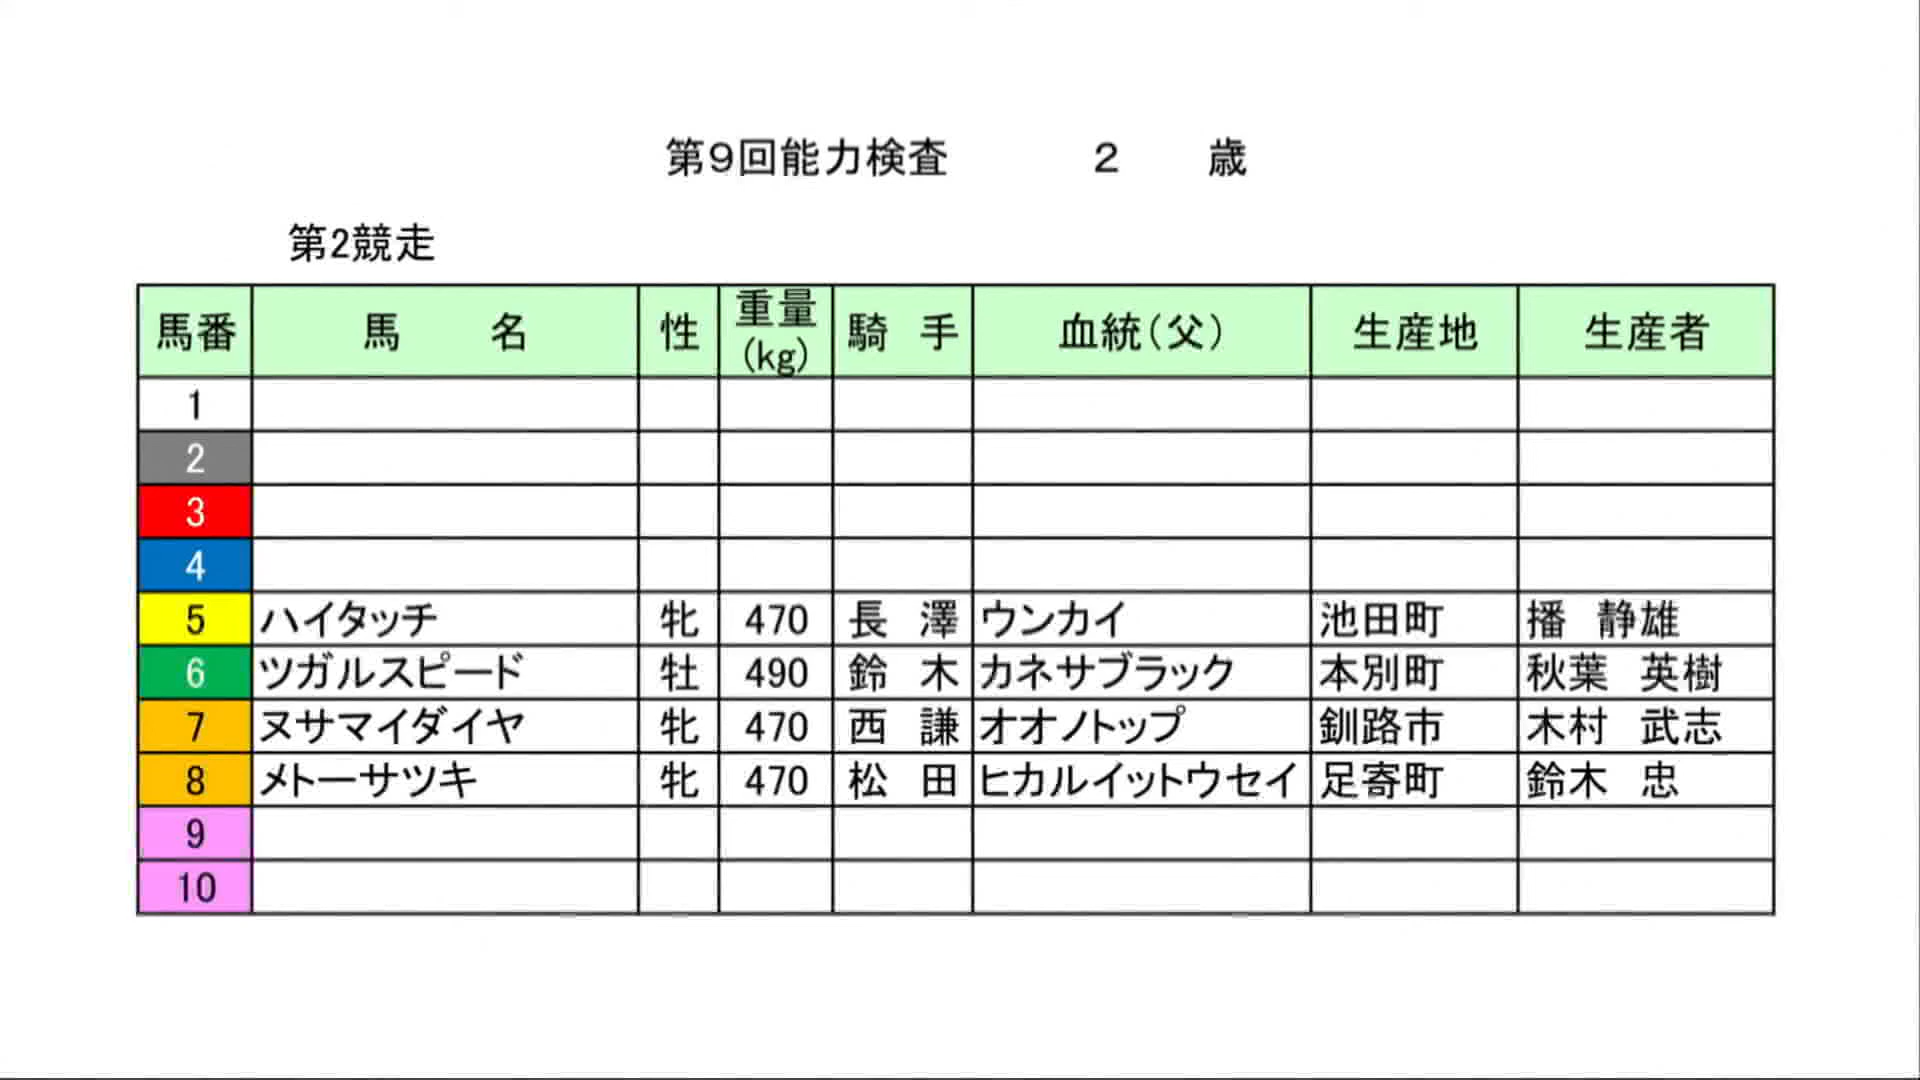 第9回能力検査 2 歳
第2競走
馬番 馬 名 性 重量(kg) 騎 手 血統(父) 生産地 生産者
1
2
3
4
5 ハイタッチ 牝 470 長 澤 ウンカイ 池田町 播 静雄
6 ツガルスピード 牡 490 鈴 木 カネサブラック 本別町 秋葉 英樹
7 ヌサマイダイヤ 牝 470 西 謙 オオノトップ 釧路市 木村 武志
8 メトーサツキ 牝 470 松 田 ヒカルイットウセイ 足寄町 鈴木 忠
9
10